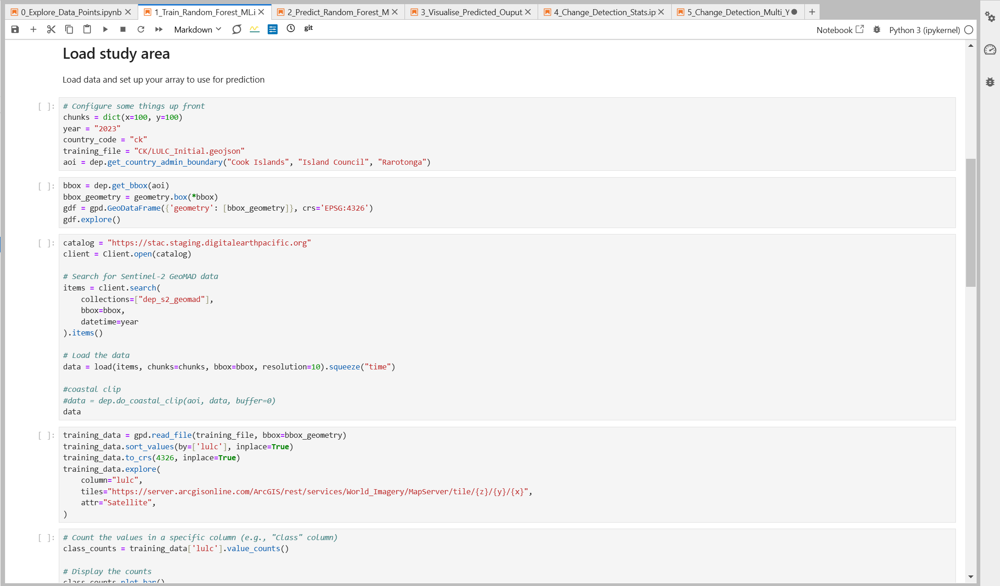 0_Explore_Data_Points.ipynb
1_Train_Random_Forest_ML.i
2_Predict_Random_Forest_M
3_Visualise_Predicted_Ouput.
4_Change_Detection_Stats.ip
5_Change_Detection_Multi_Y
Markdown
git
Notebook
Python 3 (ipykernel)
Load study area
Load data and set up your array to use for prediction
[ ]:
# Configure some things up front
chunks = dict(x=100, y=100)
year = "2023"
country_code = "ck"
training_file = "CK/LULC_Initial.geojson"
aoi = dep.get_country_admin_boundary("Cook Islands", "Island Council", "Rarotonga")
[ ]:
bbox = dep.get_bbox(aoi)
bbox_geometry = geometry.box(*bbox)
gdf = gpd.GeoDataFrame({'geometry': [bbox_geometry]}, crs='EPSG:4326')
gdf.explore()
[ ]:
catalog = "https://stac.staging.digitalearthpacific.org"
client = Client.open(catalog)
# Search for Sentinel-2 GeoMAD data
items = client.search(
    collections=["dep_s2_geomad"],
    bbox=bbox,
    datetime=year
).items()
# Load the data
data = load(items, chunks=chunks, bbox=bbox, resolution=10).squeeze("time")
#coastal clip
#data = dep.do_coastal_clip(aoi, data, buffer=0)
data
[ ]:
training_data = gpd.read_file(training_file, bbox=bbox_geometry)
training_data.sort_values(by=['lulc'], inplace=True)
training_data.to_crs(4326, inplace=True)
training_data.explore(
    column="lulc",
    tiles="https://server.arcgisonline.com/ArcGIS/rest/services/World_Imagery/MapServer/tile/{z}/{y}/{x}",
    attr="Satellite",
)
[ ]:
# Count the values in a specific column (e.g., "Class" column)
class_counts = training_data['lulc'].value_counts()
# Display the counts
class_counts.plot.bar()